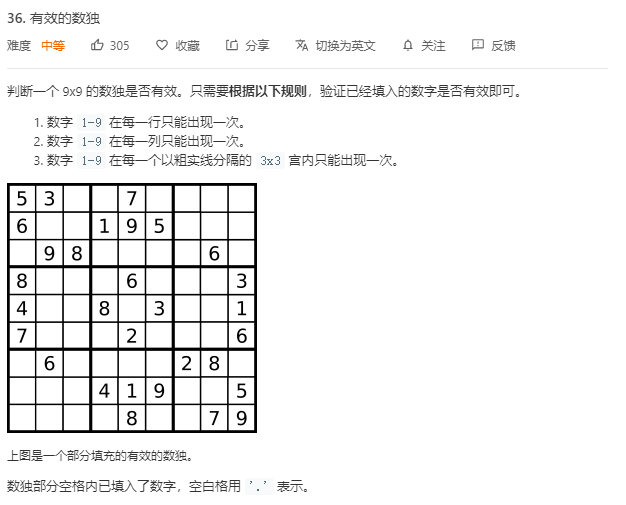 36. 有效的数独
难度 中等 305 收藏 分享 切换为英文 关注 反馈
判断一个 9x9 的数独是否有效。只需要根据以下规则，验证已经填入的数字是否有效即可。
1. 数字 1-9 在每一行只能出现一次。
2. 数字 1-9 在每一列只能出现一次。
3. 数字 1-9 在每一个以粗实线分隔的 3x3 宫内只能出现一次。
5 3 7
6 1 9 5
9 8 6
8 6 3
4 8 3 1
7 2 6
6 2 8
4 1 9 5
8 7 9
上图是一个部分填充的有效的数独。
数独部分空格内已填入了数字，空白格用 '.' 表示。